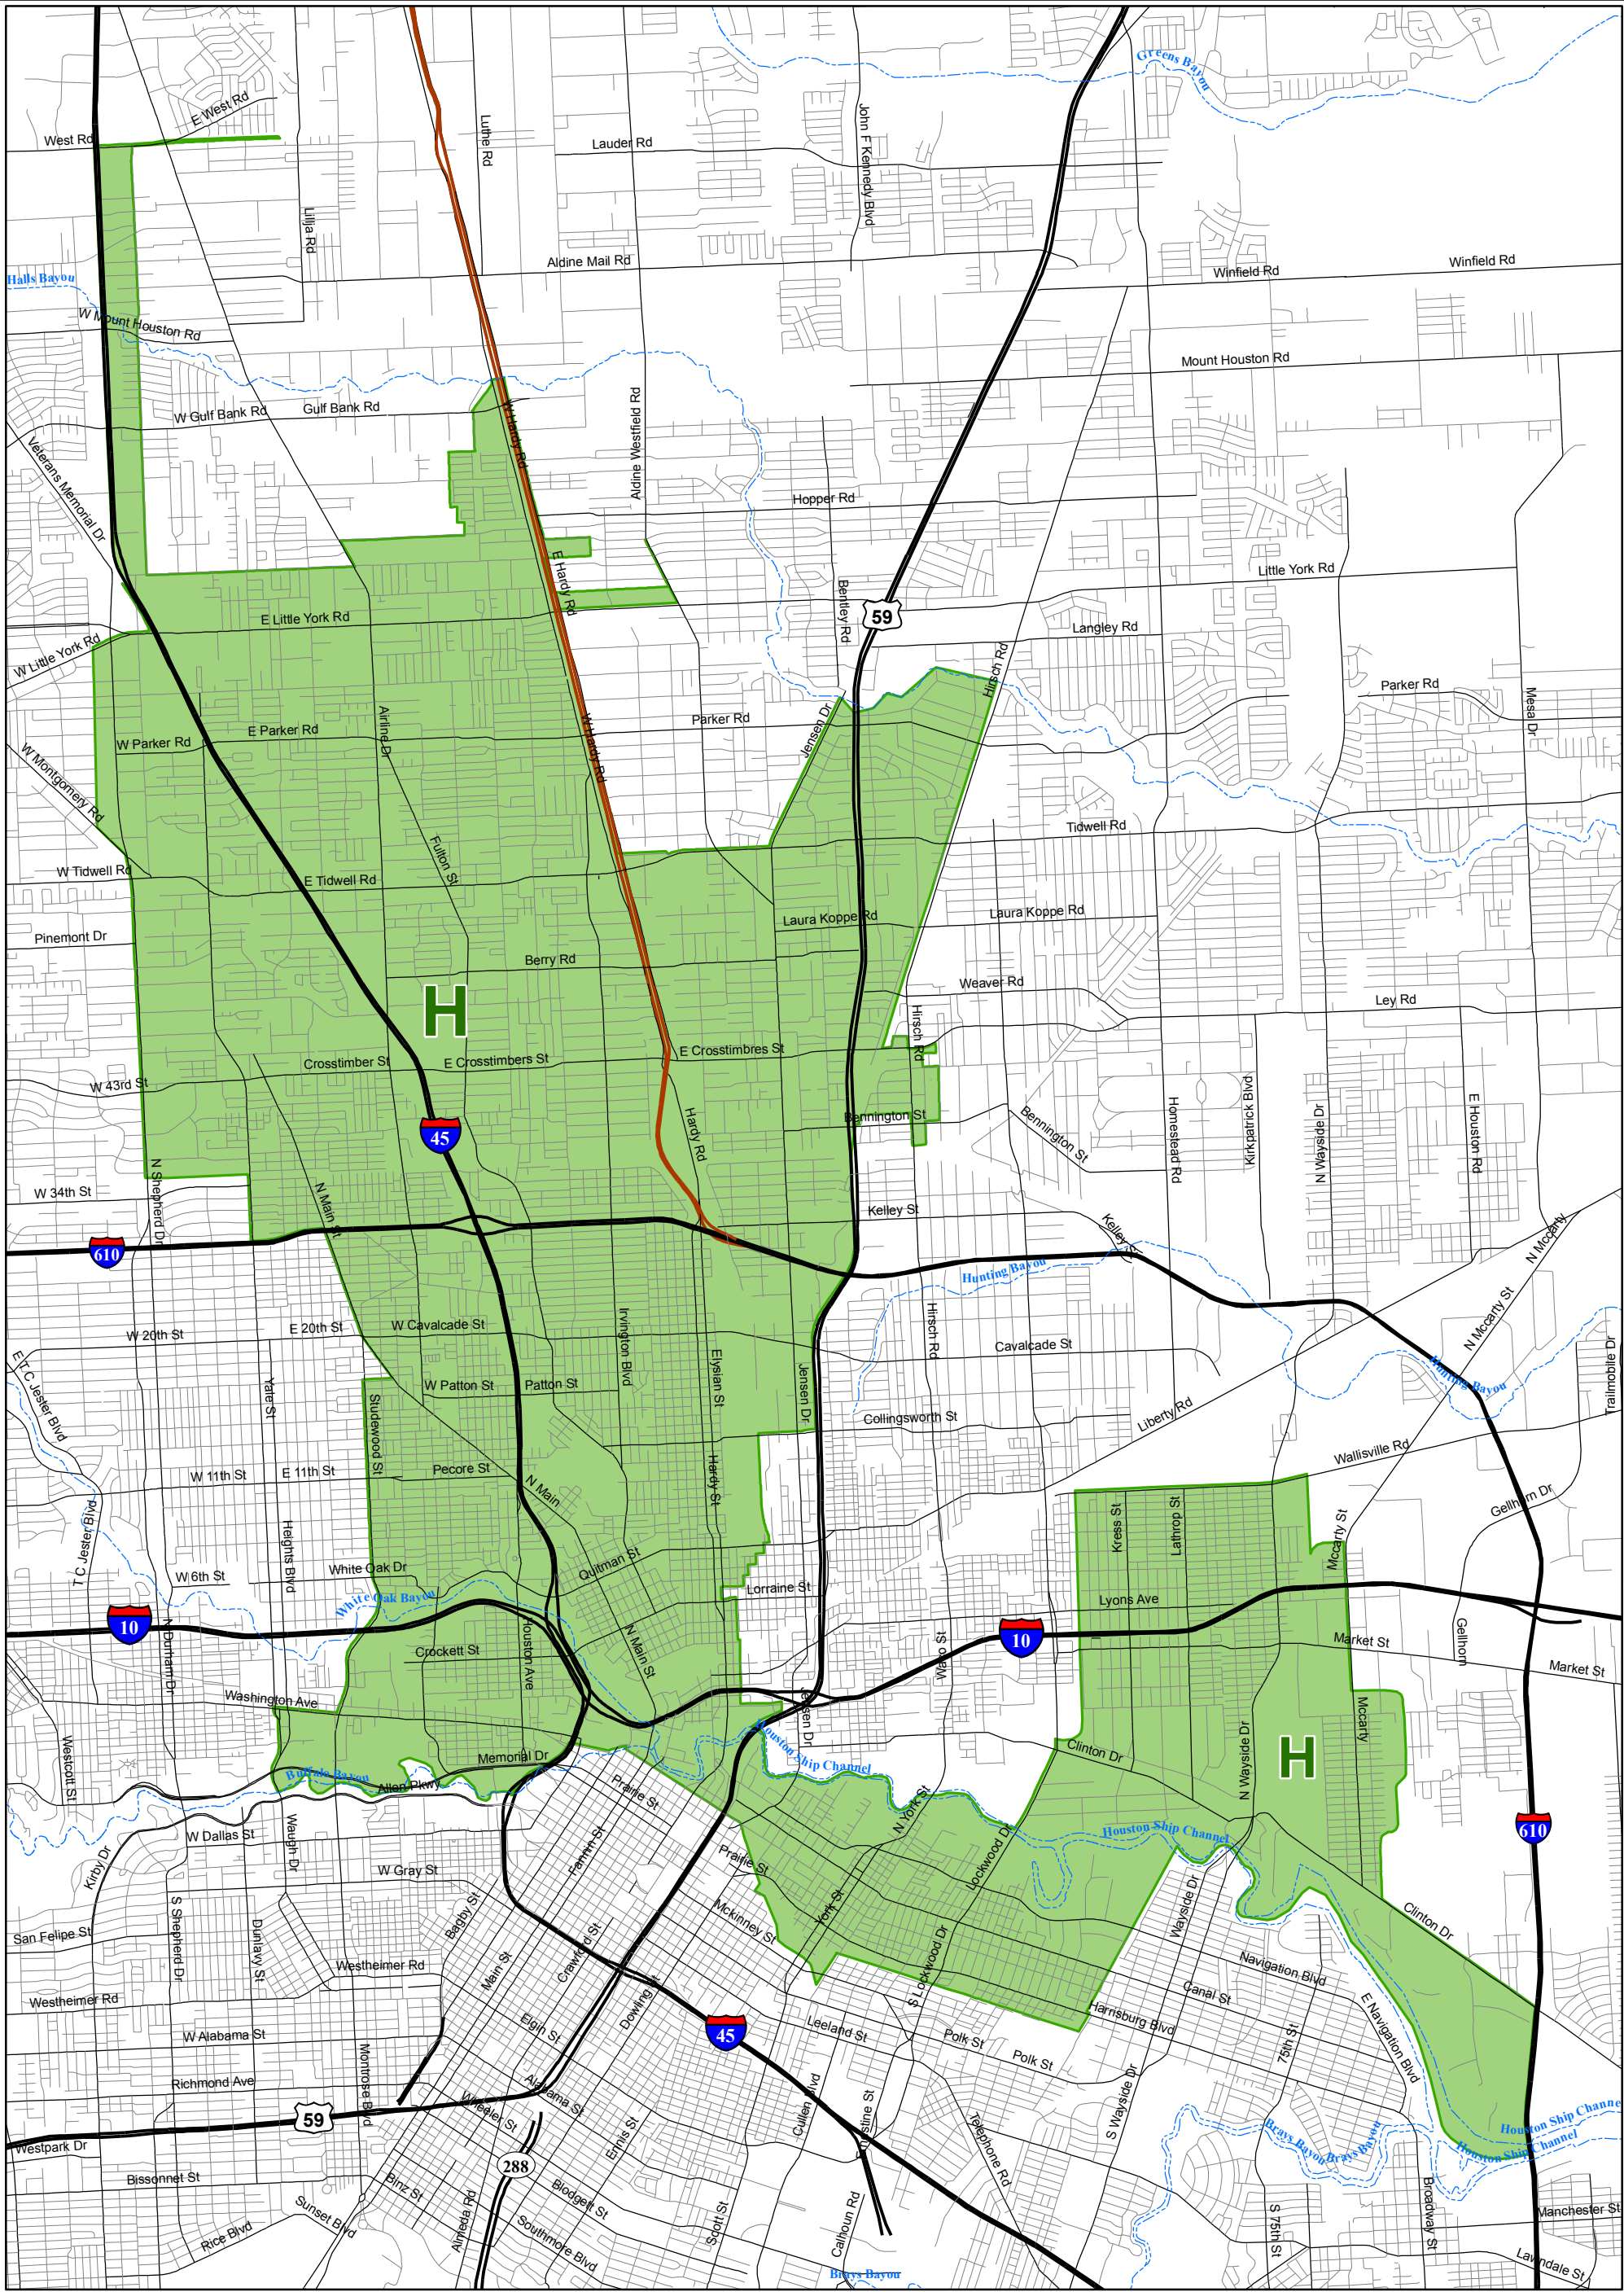 Greens Bayou
E West Rd
West Rd
Luthe Rd
Lauder Rd
John F Kennedy Blvd
Lillja Rd
Aldine Mail Rd
Winfield Rd
Winfield Rd
Halls Bayou
W Mount Houston Rd
Mount Houston Rd
W Gulf Bank Rd
Gulf Bank Rd
W Hardy Rd
Aldine Westfield Rd
Veterans Memorial Dr
Hopper Rd
E Hardy Rd
Bentley Rd
Little York Rd
59
E Little York Rd
Langley Rd
W Little York Rd
Hirsch Rd
Parker Rd
Mesa Dr
Airline Dr
Parker Rd
Jensen Dr
E Parker Rd
W Parker Rd
W Hardy Rd
W Montgomery Rd
Tidwell Rd
Fulton St
W Tidwell Rd
E Tidwell Rd
Laura Koppe Rd
Laura Koppe Rd
Pinemont Dr
Berry Rd
Weaver Rd
Ley Rd
H
Hirsch Rd
E Crosstimbres St
Crosstimber St
E Crosstimbers St
W 43rd St
Bennington St
Bennington St
Hardy Rd
Homestead Rd
Kirkpatrick Blvd
N Wayside Dr
E Houston Rd
45
N Shepherd Dr
W 34th St
N Main St
Kelley St
N Mccarty
610
Hunting Bayou
Irvington Blvd
Hirsch Rd
N Mccarty St
W 20th St
E 20th St
W Cavalcade St
Cavalcade St
Elysian St
Jensen Dr
E T C Jester Blvd
Yale St
Studewood St
W Patton St
Patton St
Hunting Bayou
Trailmobile Dr
Collingsworth St
Liberty Rd
Wallisville Rd
W 11th St
E 11th St
Pecore St
N Main
Hardy St
Gellhorn Dr
T C Jester Blvd
Heights Blvd
Kress St
Lathrop St
Mccarty St
Quitman St
White Oak Dr
W 6th St
Lorraine St
White Oak Bayou
Lyons Ave
10
N Durham Dr
Houston Ave
N Main St
Crockett St
Waco St
10
Market St
Gellhorn
Market St
Washington Ave
Jensen Dr
Mccarty
Westcott St
Memorial Dr
Houston Ship Channel
Clinton Dr
N Wayside Dr
H
Buffalo Bayou
Allen Pkwy
Prairie St
N York St
Houston Ship Channel
610
W Dallas St
Waugh Dr
Fannin St
Prairie St
Lockwood Dr
Kirby Dr
W Gray St
Wayside Dr
York St
Clinton Dr
San Felipe St
S Shepherd Dr
Dunlavy St
Bagby St
Mckinney St
Westheimer Rd
Main St
Crawford St
S Lockwood Dr
Navigation Blvd
Canal St
Westheimer Rd
Dowling St
Harrisburg Blvd
E Navigation Blvd
W Alabama St
Elgin St
45
Leeland St
Polk St
Polk St
75th St
Richmond Ave
Montrose Blvd
Alabama St
Wheeler St
Cullen Blvd
S Wayside Dr
59
Ennis St
Telephone Rd
Brays Bayou
Brays Bayou
Houston Ship Channe
Houston Ship Channel
Westpark Dr
Bissonnet St
Binz St
288
Blodgett St
Sunset Blvd
Almeda Rd
Southmore Blvd
Scott St
Calhoun Rd
S 75th St
Broadway St
Manchester St
Rice Blvd
Lawndale St
Brays Bayou